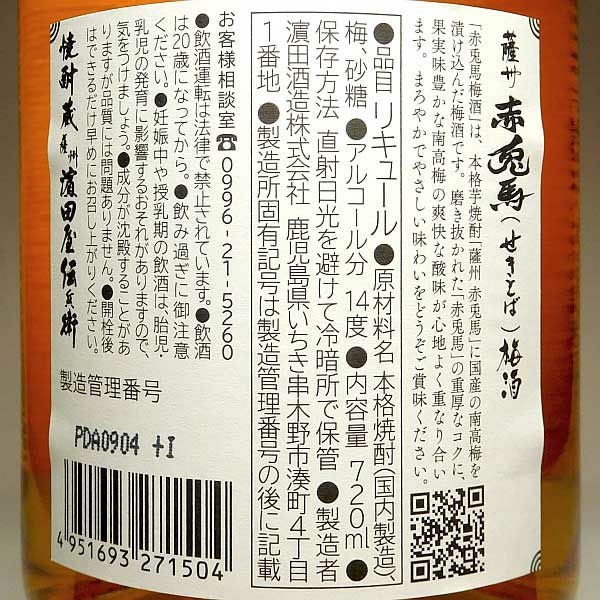 薩州 赤兎馬(せきとば)梅酒
「赤兎馬梅酒」は、本格芋焼酎「薩州 赤兎馬」に国産の南高梅を
漬け込んだ梅酒です。磨き抜かれた「赤兎馬」の重厚なコクに、
果実味豊かな南高梅の爽快な酸味が心地よく重なり合い
ます。まろやかでやさしい味わいをどうぞご賞味ください。
●品目 リキュール●原材料名 本格焼酎(国内製造)、
梅、砂糖 ●アルコール分 14度●内容量 720ml●
保存方法 直射日光を避けて冷暗所で保管 ●製造者
濵田酒造株式会社 鹿児島県いちき串木野市湊町4丁目
1番地 ●製造所固有記号は製造管理番号の後に記載
お客様相談室☎0996-21-5260
●飲酒運転は法律で禁止されています。●飲酒
は20歳になってから。●飲み過ぎに御注意
ください。●妊娠中や授乳期の飲酒は、胎児・
乳児の発育に影響するおそれがありますので、
気をつけましょう。●成分が沈殿することがあ
りますが品質には問題ありません。●開栓後
はできるだけ早めにお召し上がりください。
焼酎蔵 薩州 濵田屋伝兵衛
製造管理番号
PDA0904 +I
4 951693 271504